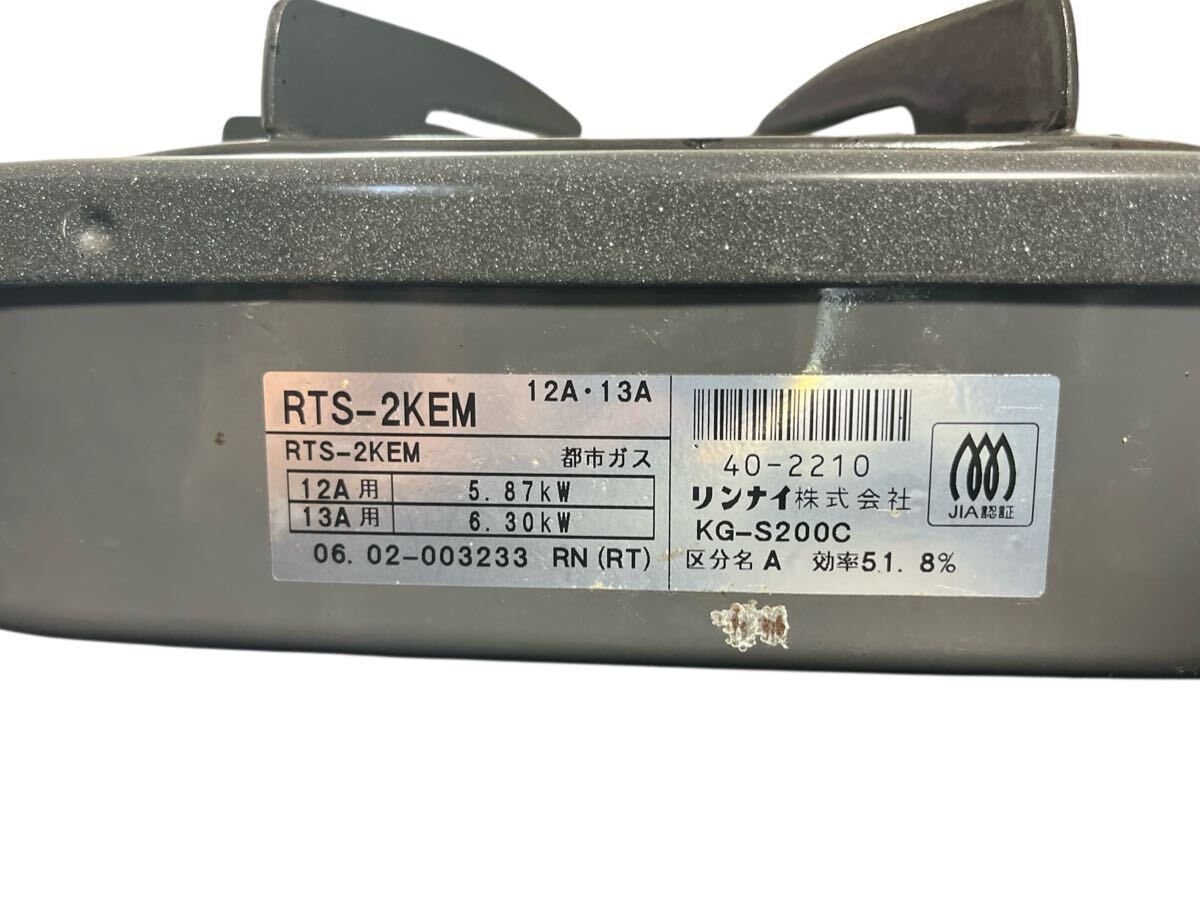 RTS-2KEM 12A・13A
RTS-2KEM 都市ガス
12A用 5.87kW
13A用 6.30kW
06.02-003233 RN(RT)
40-2210
リンナイ株式会社
KG-S200C
区分名 A 効率51.8%
JIA認証